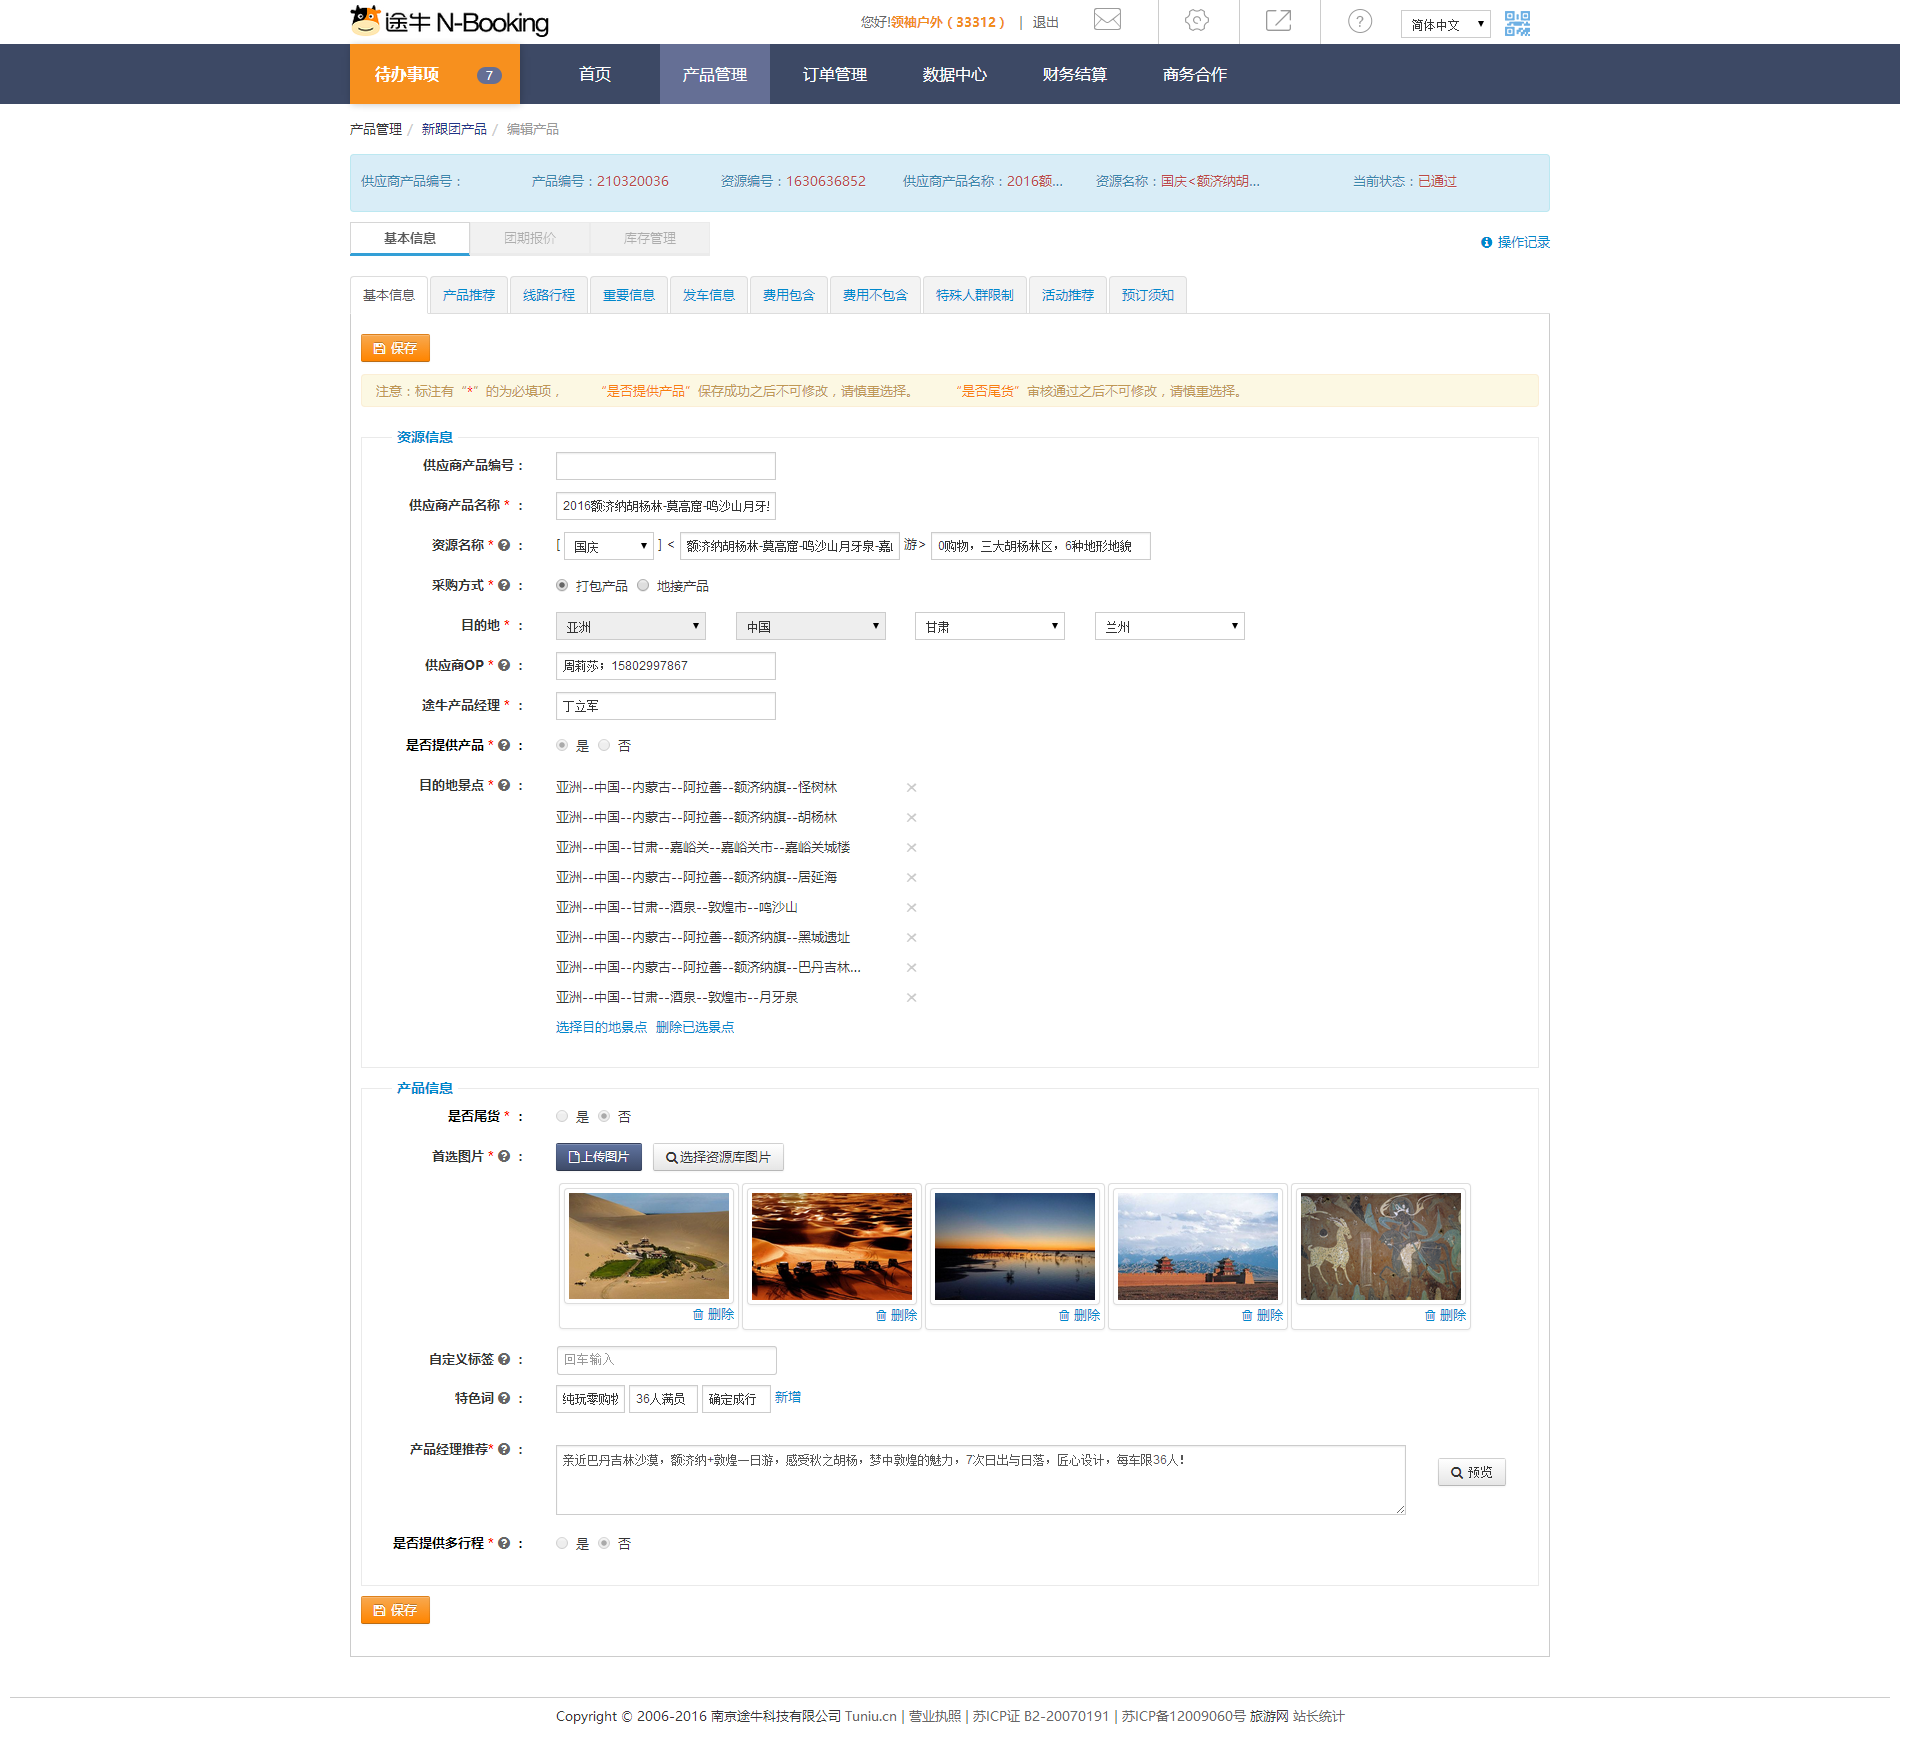 途牛 N-Booking
您好!领袖户外（33312） | 退出
简体中文
待办事项 7 首页 产品管理 订单管理 数据中心 财务结算 商务合作
产品管理 / 新跟团产品 / 编辑产品
供应商产品编号： 产品编号：210320036 资源编号：1630636852 供应商产品名称：2016额... 资源名称：国庆<额济纳胡... 当前状态：已通过
基本信息 团期报价 库存管理
操作记录
基本信息 产品推荐 线路行程 重要信息 发车信息 费用包含 费用不包含 特殊人群限制 活动推荐 预订须知
保存
注意：标注有“*”的为必填项， “是否提供产品”保存成功之后不可修改，请慎重选择。 “是否尾货”审核通过之后不可修改，请慎重选择。
资源信息
供应商产品编号：
供应商产品名称 * ： 2016额济纳胡杨林-莫高窟-鸣沙山月牙
资源名称 * ： [ 国庆 ] < 额济纳胡杨林-莫高窟-鸣沙山月牙泉-嘉 游> 0购物，三大胡杨林区，6种地形地貌
采购方式 * ： 打包产品 地接产品
目的地 * ： 亚洲 中国 甘肃 兰州
供应商OP * ： 周莉莎；15802997867
途牛产品经理 * ： 丁立军
是否提供产品 * ： 是 否
目的地景点 * ： 亚洲--中国--内蒙古--阿拉善--额济纳旗--怪树林 ×
亚洲--中国--内蒙古--阿拉善--额济纳旗--胡杨林 ×
亚洲--中国--甘肃--嘉峪关--嘉峪关市--嘉峪关城楼 ×
亚洲--中国--内蒙古--阿拉善--额济纳旗--居延海 ×
亚洲--中国--甘肃--酒泉--敦煌市--鸣沙山 ×
亚洲--中国--内蒙古--阿拉善--额济纳旗--黑城遗址 ×
亚洲--中国--内蒙古--阿拉善--额济纳旗--巴丹吉林... ×
亚洲--中国--甘肃--酒泉--敦煌市--月牙泉 ×
选择目的地景点 删除已选景点
产品信息
是否尾货 * ： 是 否
首选图片 * ： 上传图片 选择资源库图片
删除 删除 删除 删除 删除
自定义标签 ： 回车输入
特色词 ： 纯玩零购物 36人满员 确定成行 新增
产品经理推荐* ： 亲近巴丹吉林沙漠，额济纳+敦煌一日游，感受秋之胡杨，梦中敦煌的魅力，7次日出与日落，匠心设计，每车限36人！
预览
是否提供多行程 * ： 是 否
保存
Copyright © 2006-2016 南京途牛科技有限公司 Tuniu.cn | 营业执照 | 苏ICP证 B2-20070191 | 苏ICP备12009060号 旅游网 站长统计